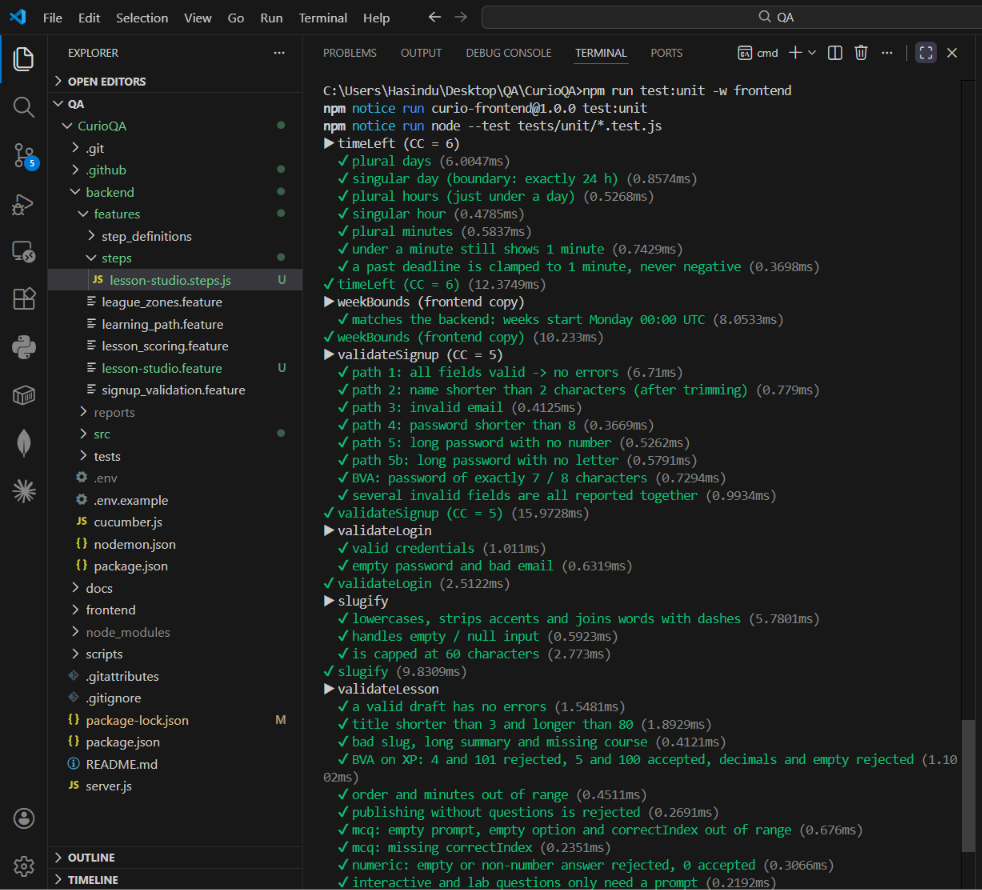 File Edit Selection View Go Run Terminal Help QA
EXPLORER
PROBLEMS OUTPUT DEBUG CONSOLE TERMINAL PORTS cmd
OPEN EDITORS
QA
CurioQA
.git
.github
backend
features
step_definitions
steps
JS lesson-studio.steps.js U
league_zones.feature
learning_path.feature
lesson_scoring.feature
lesson-studio.feature U
signup_validation.feature
reports
src
tests
.env
.env.example
JS cucumber.js
{} nodemon.json
{} package.json
docs
frontend
node_modules
scripts
.gitattributes
.gitignore
{} package-lock.json M
{} package.json
README.md
JS server.js
OUTLINE
TIMELINE
5
C:\Users\Hasindu\Desktop\QA\CurioQA>npm run test:unit -w frontend
npm notice run curio-frontend@1.0.0 test:unit
npm notice run node --test tests/unit/*.test.js
▶ timeLeft (CC = 6)
✓ plural days (6.0047ms)
✓ singular day (boundary: exactly 24 h) (0.8574ms)
✓ plural hours (just under a day) (0.5268ms)
✓ singular hour (0.4785ms)
✓ plural minutes (0.5837ms)
✓ under a minute still shows 1 minute (0.7429ms)
✓ a past deadline is clamped to 1 minute, never negative (0.3698ms)
✓ timeLeft (CC = 6) (12.3749ms)
▶ weekBounds (frontend copy)
✓ matches the backend: weeks start Monday 00:00 UTC (8.0533ms)
✓ weekBounds (frontend copy) (10.233ms)
▶ validateSignup (CC = 5)
✓ path 1: all fields valid -> no errors (6.71ms)
✓ path 2: name shorter than 2 characters (after trimming) (0.779ms)
✓ path 3: invalid email (0.4125ms)
✓ path 4: password shorter than 8 (0.3669ms)
✓ path 5: long password with no number (0.5262ms)
✓ path 5b: long password with no letter (0.5791ms)
✓ BVA: password of exactly 7 / 8 characters (0.7294ms)
✓ several invalid fields are all reported together (0.9934ms)
✓ validateSignup (CC = 5) (15.9728ms)
▶ validateLogin
✓ valid credentials (1.011ms)
✓ empty password and bad email (0.6319ms)
✓ validateLogin (2.5122ms)
▶ slugify
✓ lowercases, strips accents and joins words with dashes (5.7801ms)
✓ handles empty / null input (0.5923ms)
✓ is capped at 60 characters (2.773ms)
✓ slugify (9.8309ms)
▶ validateLesson
✓ a valid draft has no errors (1.5481ms)
✓ title shorter than 3 and longer than 80 (1.8929ms)
✓ bad slug, long summary and missing course (0.4121ms)
✓ BVA on XP: 4 and 101 rejected, 5 and 100 accepted, decimals and empty rejected (1.10
02ms)
✓ order and minutes out of range (0.4511ms)
✓ publishing without questions is rejected (0.2691ms)
✓ mcq: empty prompt, empty option and correctIndex out of range (0.676ms)
✓ mcq: missing correctIndex (0.2351ms)
✓ numeric: empty or non-number answer rejected, 0 accepted (0.3066ms)
✓ interactive and lab questions only need a prompt (0.2192ms)